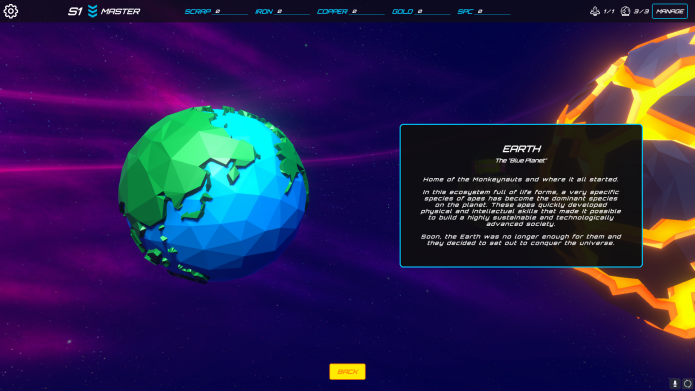 S1 MASTER SCRAP 0 IRON 0 COPPER 0 GOLD 0 SPC 0 1/1 3/3 MANAGE
EARTH
The "Blue Planet"
Home of the Monkeynauts and where it all started.
In this ecosystem full of life forms, a very specific
species of apes has become the dominant species
on the planet. These apes quickly developed
physical and intellectual skills that made it possible
to build a highly sustainable and technologically
advanced society.
Soon, the Earth was no longer enough for them and
they decided to set out to conquer the universe.
BACK